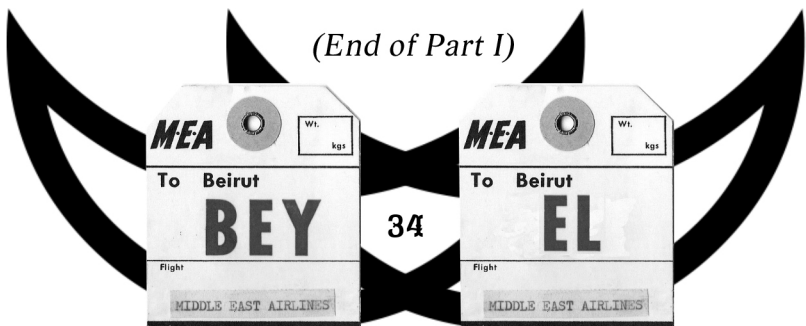 (End of Part I)
M·E·A
Wt.
kgs
To Beirut
BEY
Flight
MIDDLE EAST AIRLINES
34
M·E·A
Wt.
kgs
To Beirut
EL
Flight
MIDDLE EAST AIRLINES